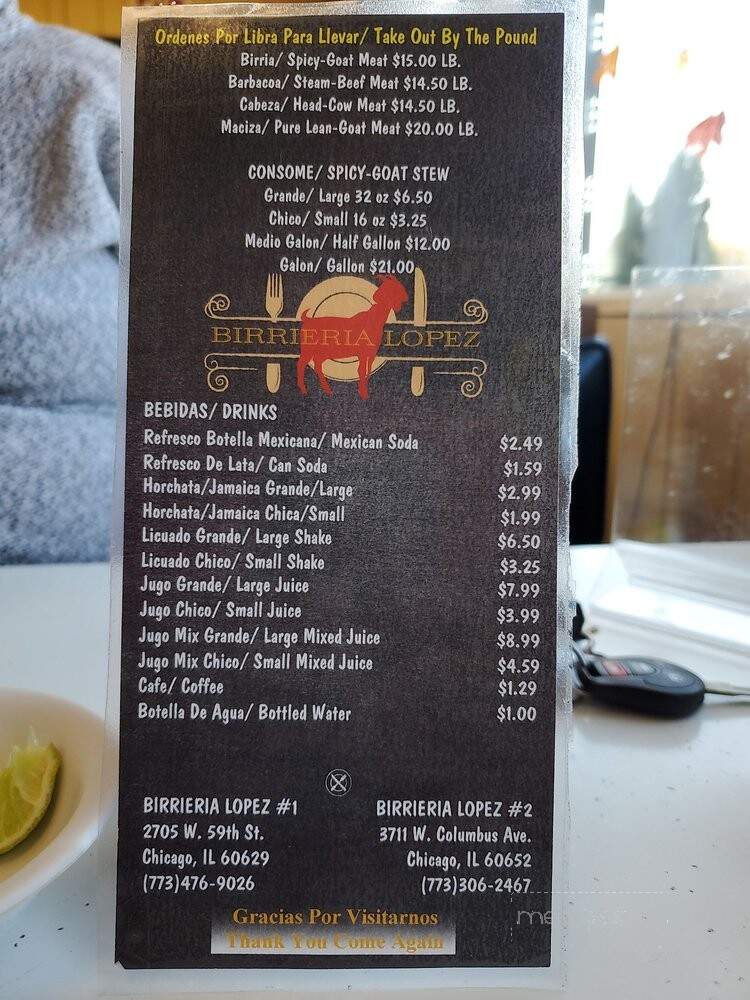 Ordenes Por Libra Para Llevar/ Take Out By The Pound
Birria/ Spicy-Goat Meat $15.00 LB.
Barbacoa/ Steam-Beef Meat $14.50 LB.
Cabeza/ Head-Cow Meat $14.50 LB.
Maciza/ Pure Lean-Goat Meat $20.00 LB.
CONSOME/ SPICY-GOAT STEW
Grande/ Large 32 oz $6.50
Chico/ Small 16 oz $3.25
Medio Galon/ Half Gallon $12.00
Galon/ Gallon $21.00
BIRRIERIA LOPEZ
BEBIDAS/ DRINKS
Refresco Botella Mexicana/ Mexican Soda $2.49
Refresco De Lata/ Can Soda $1.59
Horchata/Jamaica Grande/Large $2.99
Horchata/Jamaica Chica/Small $1.99
Licuado Grande/ Large Shake $6.50
Licuado Chico/ Small Shake $3.25
Jugo Grande/ Large Juice $7.99
Jugo Chico/ Small Juice $3.99
Jugo Mix Grande/ Large Mixed Juice $8.99
Jugo Mix Chico/ Small Mixed Juice $4.59
Cafe/ Coffee $1.29
Botella De Agua/ Bottled Water $1.00
BIRRIERIA LOPEZ #1
2705 W. 59th St.
Chicago, IL 60629
(773)476-9026
BIRRIERIA LOPEZ #2
3711 W. Columbus Ave.
Chicago, IL 60652
(773)306-2467
Gracias Por Visitarnos
Thank You Come Again